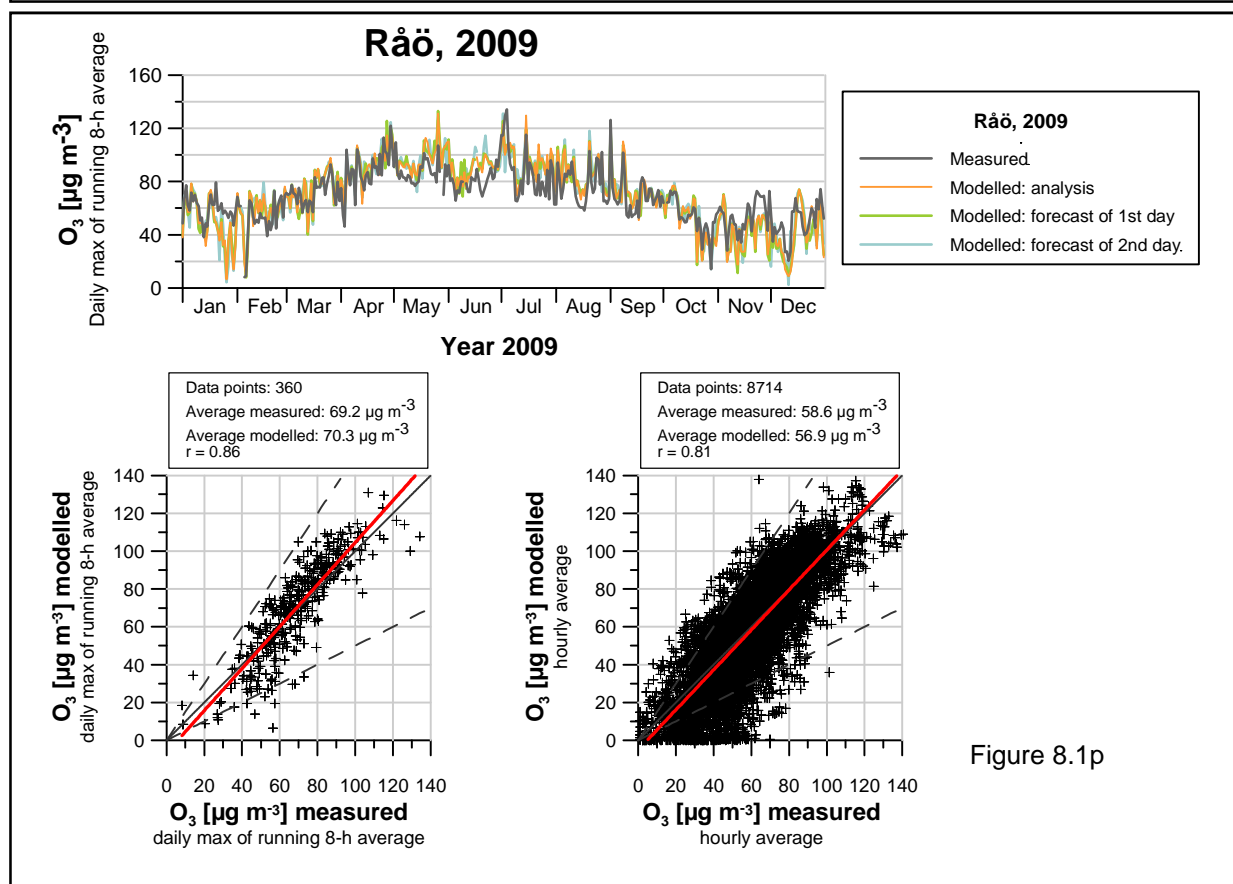 Råö, 2009
O3 [µg m-3]
Daily max of running 8-h average
160
120
80
40
0
Jan Feb Mar Apr May Jun Jul Aug Sep Oct Nov Dec
Year 2009
Råö, 2009
Measured.
Modelled: analysis
Modelled: forecast of 1st day
Modelled: forecast of 2nd day.
Data points: 360
Average measured: 69.2 µg m-3
Average modelled: 70.3 µg m-3
r = 0.86
O3 [µg m-3] modelled
daily max of running 8-h average
140
120
100
80
60
40
20
0
0 20 40 60 80 100 120 140
O3 [µg m-3] measured
daily max of running 8-h average
Data points: 8714
Average measured: 58.6 µg m-3
Average modelled: 56.9 µg m-3
r = 0.81
O3 [µg m-3] modelled
hourly average
140
120
100
80
60
40
20
0
0 20 40 60 80 100 120 140
O3 [µg m-3] measured
hourly average
Figure 8.1p